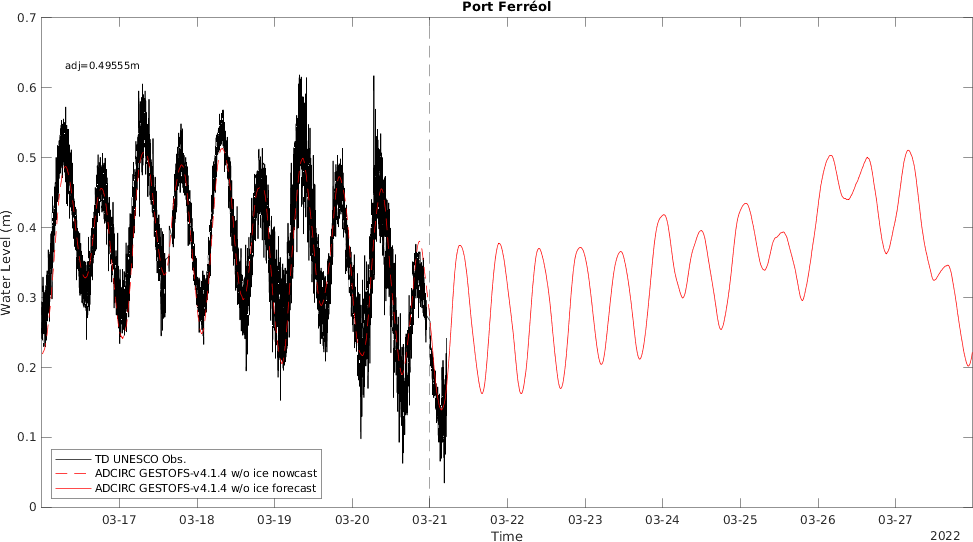 Port Ferréol
adj=0.49555m
Water Level (m)
0.7
0.6
0.5
0.4
0.3
0.2
0.1
0
TD UNESCO Obs.
ADCIRC GESTOFS-v4.1.4 w/o ice nowcast
ADCIRC GESTOFS-v4.1.4 w/o ice forecast
03-17 03-18 03-19 03-20 03-21 03-22 03-23 03-24 03-25 03-26 03-27
Time
2022